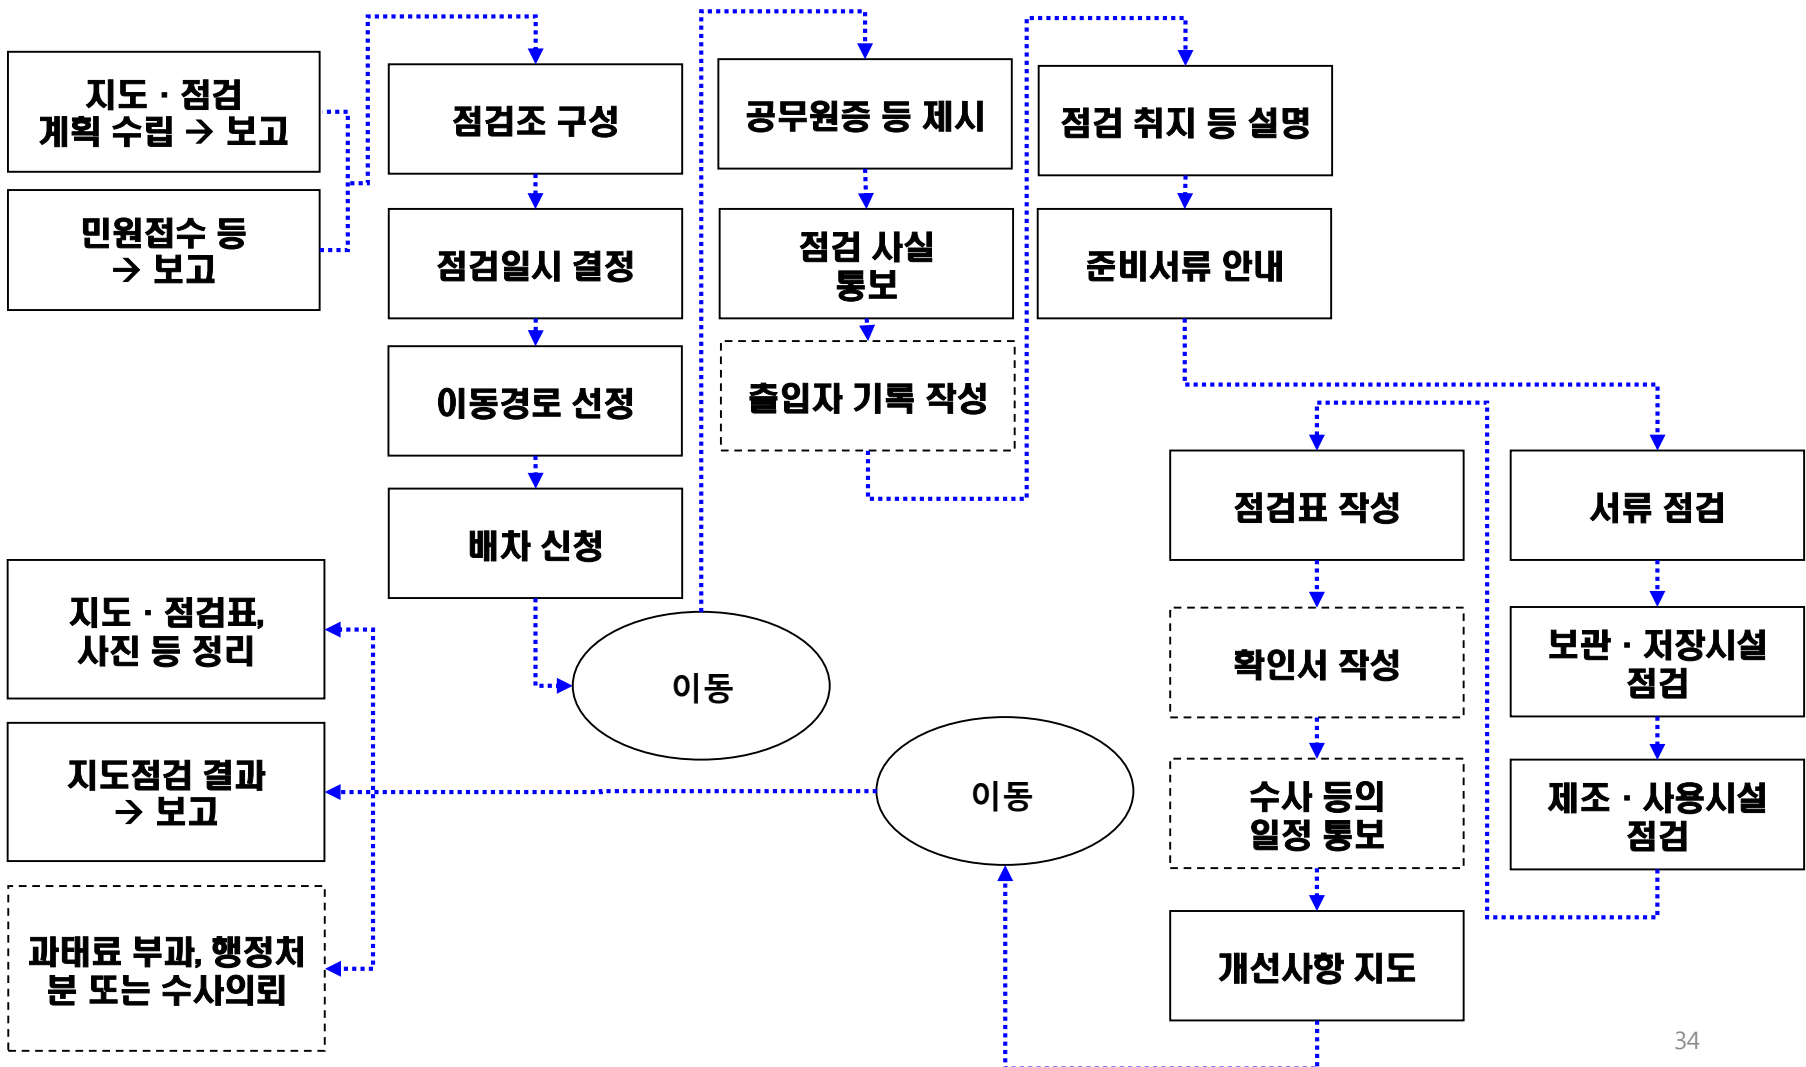 지도 · 점검
계획 수립 → 보고
민원접수 등
→ 보고
점검조 구성
점검일시 결정
이동경로 선정
배차 신청
이동
공무원증 등 제시
점검 사실
통보
출입자 기록 작성
점검 취지 등 설명
준비서류 안내
서류 점검
보관 · 저장시설
점검
제조 · 사용시설
점검
점검표 작성
확인서 작성
수사 등의
일정 통보
개선사항 지도
이동
지도 · 점검표,
사진 등 정리
지도점검 결과
→ 보고
과태료 부과, 행정처
분 또는 수사의뢰
34